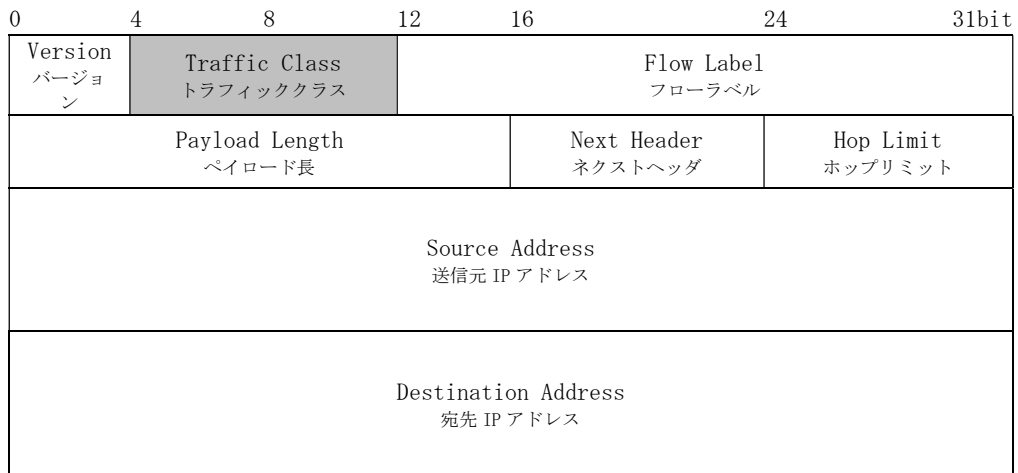 0 4 8 12 16 24 31bit
Version
バージョ
ン
Traffic Class
トラフィッククラス
Flow Label
フローラベル
Payload Length
ペイロード長
Next Header
ネクストヘッダ
Hop Limit
ホップリミット
Source Address
送信元 IP アドレス
Destination Address
宛先 IP アドレス